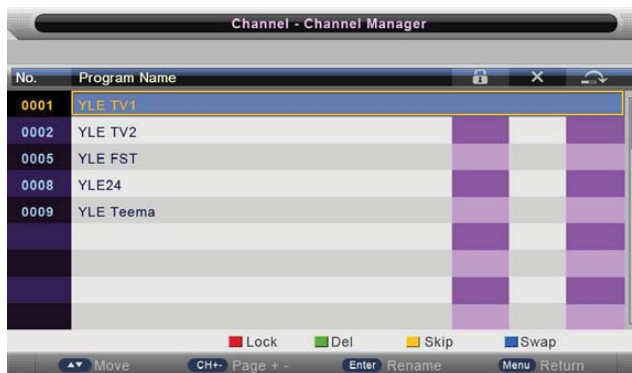 Channel - Channel Manager
No. Program Name
0001 YLE TV1
0002 YLE TV2
0005 YLE FST
0008 YLE24
0009 YLE Teema
Lock Del Skip Swap
Move CH+- Page + - Enter Rename Menu Return